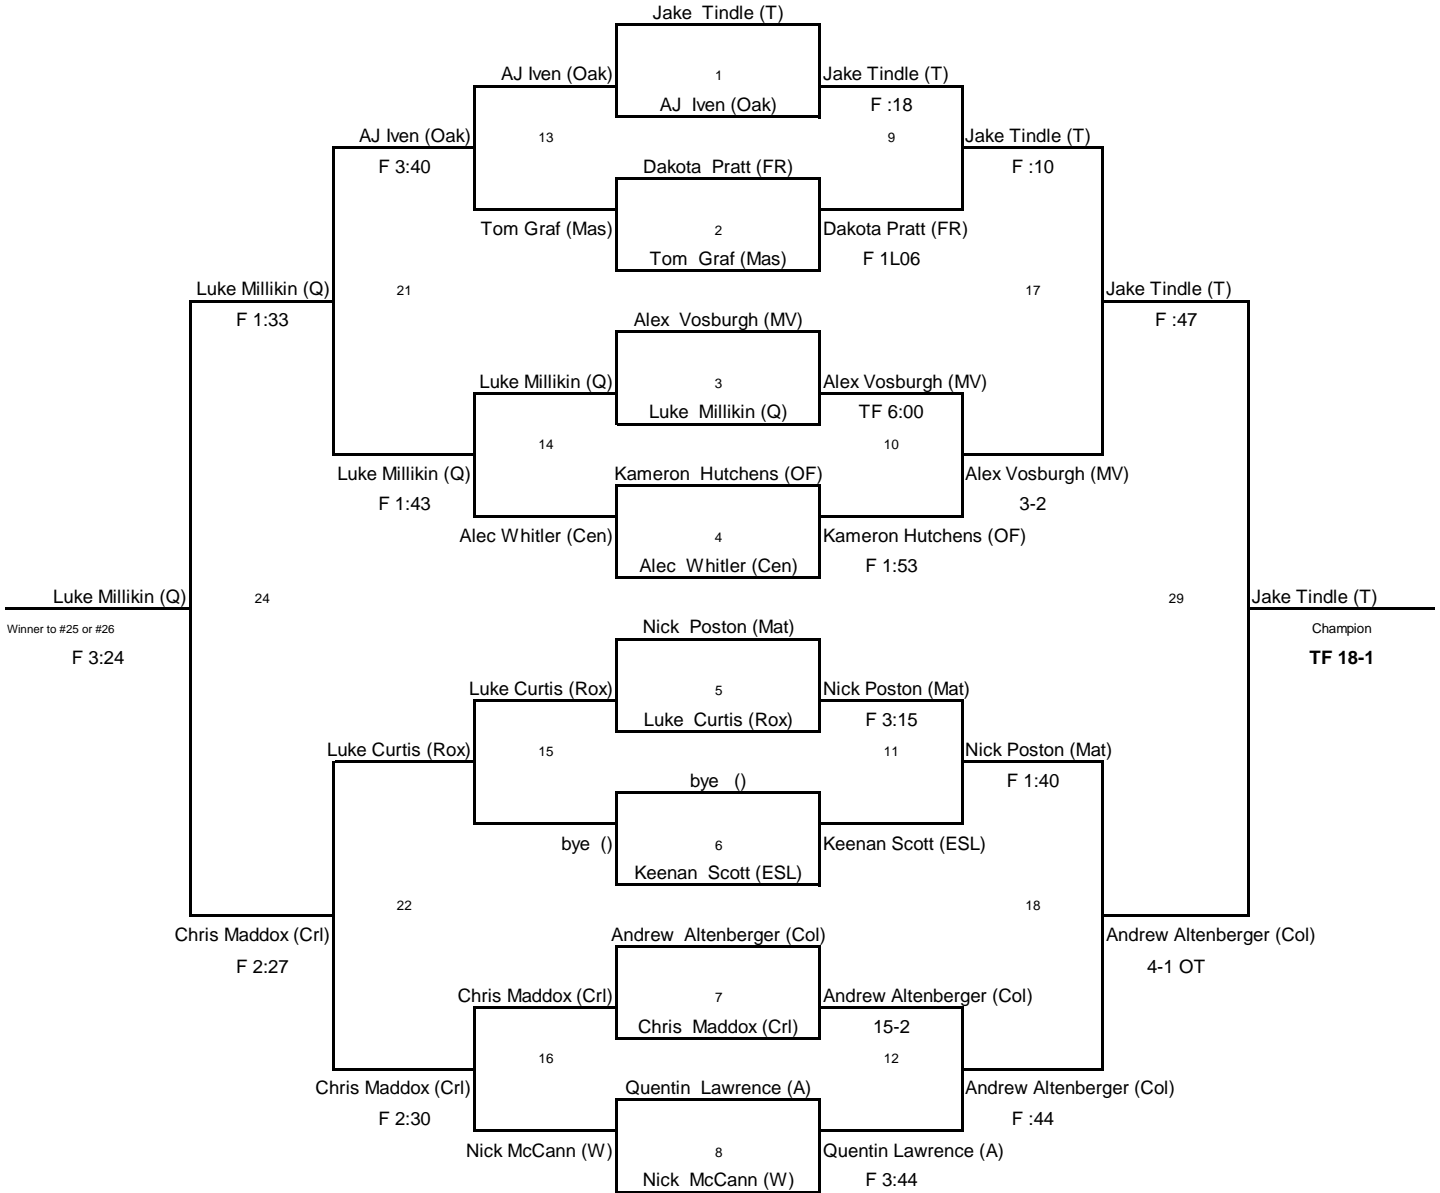 Jake Tindle (T)
AJ Iven (Oak)
1
Jake Tindle (T)
AJ Iven (Oak)
F :18
AJ Iven (Oak)
13
9
Jake Tindle (T)
F 3:40
Dakota Pratt (FR)
F :10
Tom Graf (Mas)
2
Dakota Pratt (FR)
Tom Graf (Mas)
F 1L06
Luke Millikin (Q)
21
17
Jake Tindle (T)
F 1:33
Alex Vosburgh (MV)
F :47
Luke Millikin (Q)
3
Alex Vosburgh (MV)
Luke Millikin (Q)
TF 6:00
14
10
Luke Millikin (Q)
Kameron Hutchens (OF)
Alex Vosburgh (MV)
F 1:43
3-2
Alec Whitler (Cen)
4
Kameron Hutchens (OF)
Alec Whitler (Cen)
F 1:53
Luke Millikin (Q)
24
29
Jake Tindle (T)
Winner to #25 or #26
Nick Poston (Mat)
Champion
F 3:24
TF 18-1
Luke Curtis (Rox)
5
Nick Poston (Mat)
Luke Curtis (Rox)
F 3:15
Luke Curtis (Rox)
15
11
Nick Poston (Mat)
bye ()
F 1:40
bye ()
6
Keenan Scott (ESL)
Keenan Scott (ESL)
22
18
Chris Maddox (Crl)
Andrew Altenberger (Col)
Andrew Altenberger (Col)
F 2:27
4-1 OT
Chris Maddox (Crl)
7
Andrew Altenberger (Col)
Chris Maddox (Crl)
15-2
16
12
Chris Maddox (Crl)
Quentin Lawrence (A)
Andrew Altenberger (Col)
F 2:30
F :44
Nick McCann (W)
8
Quentin Lawrence (A)
Nick McCann (W)
F 3:44